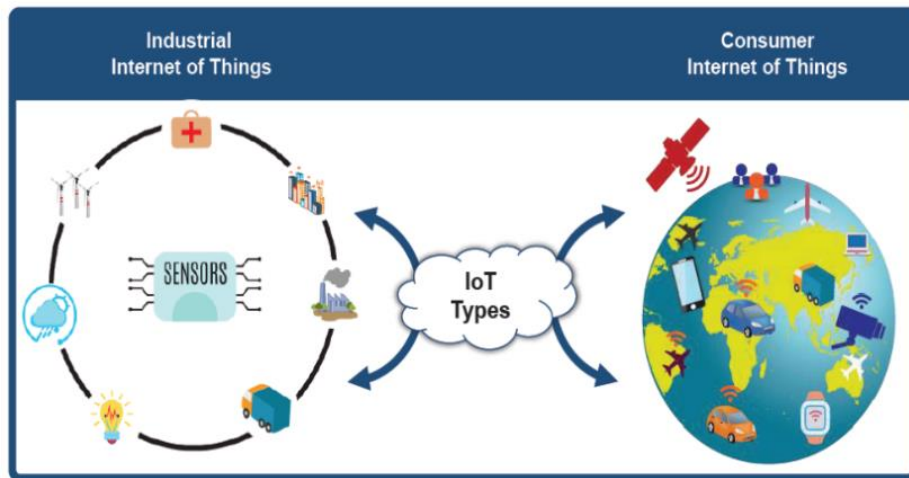 Industrial
Internet of Things
Consumer
Internet of Things
SENSORS
IoT
Types